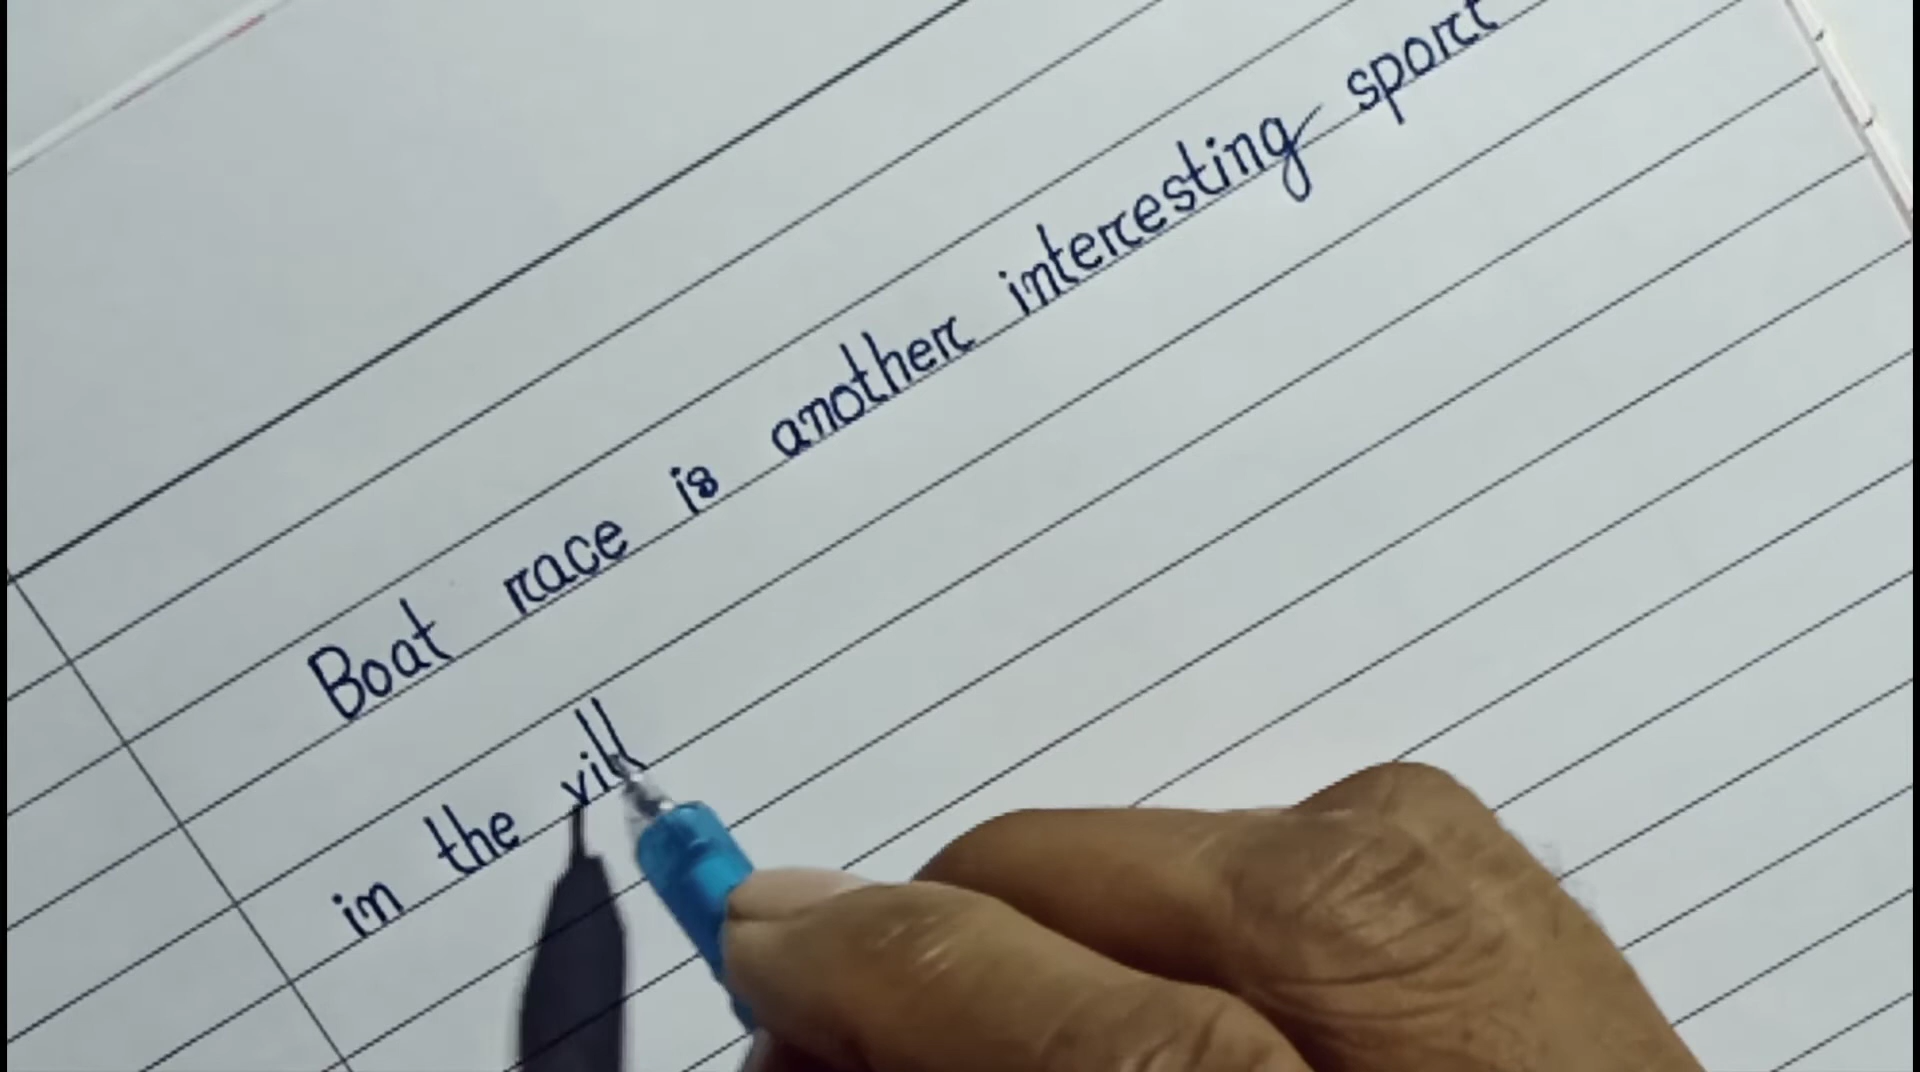 Boat race is another interesting sport
in the vill